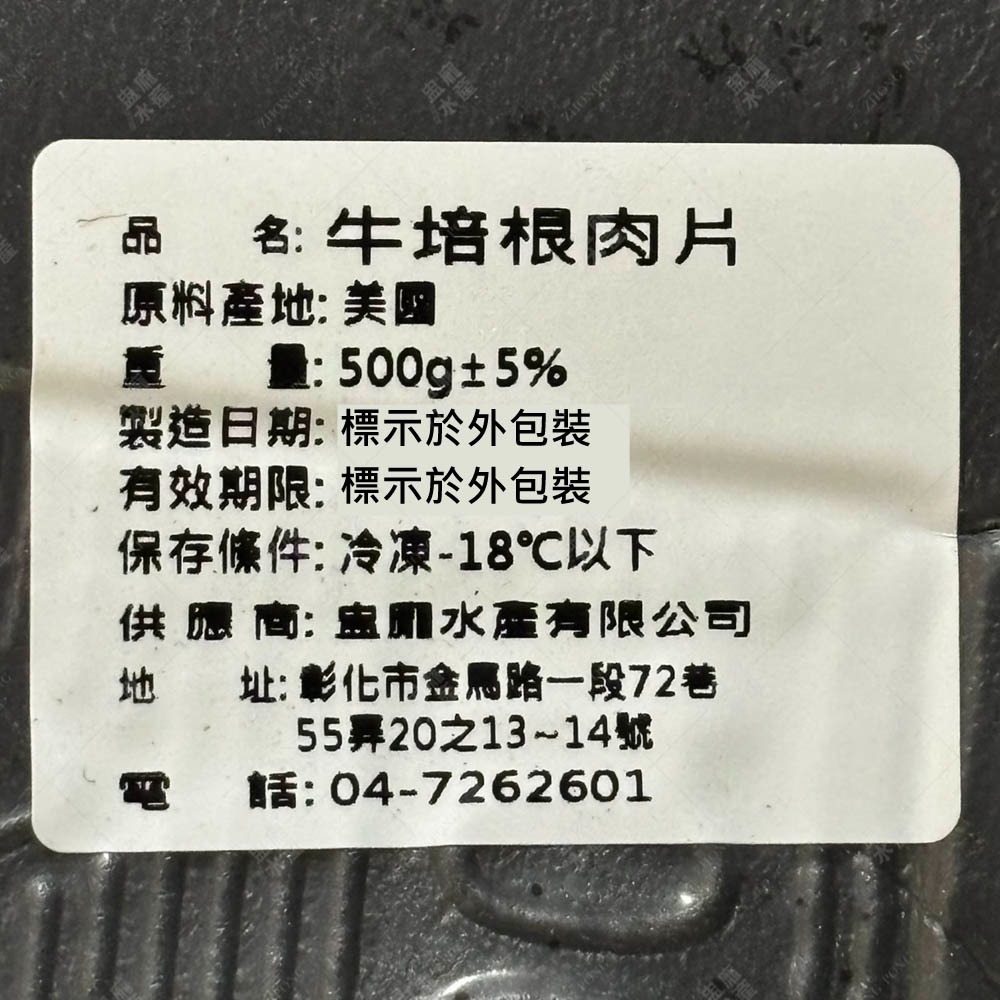 品 名: 牛培根肉片
原料產地: 美國
重 量: 500g±5%
製造日期: 標示於外包裝
有效期限: 標示於外包裝
保存條件: 冷凍-18℃以下
供應商: 水產有限公司
地 址: 彰化市金馬路一段72巷
55弄20之13~14號
電 話: 04-7262601